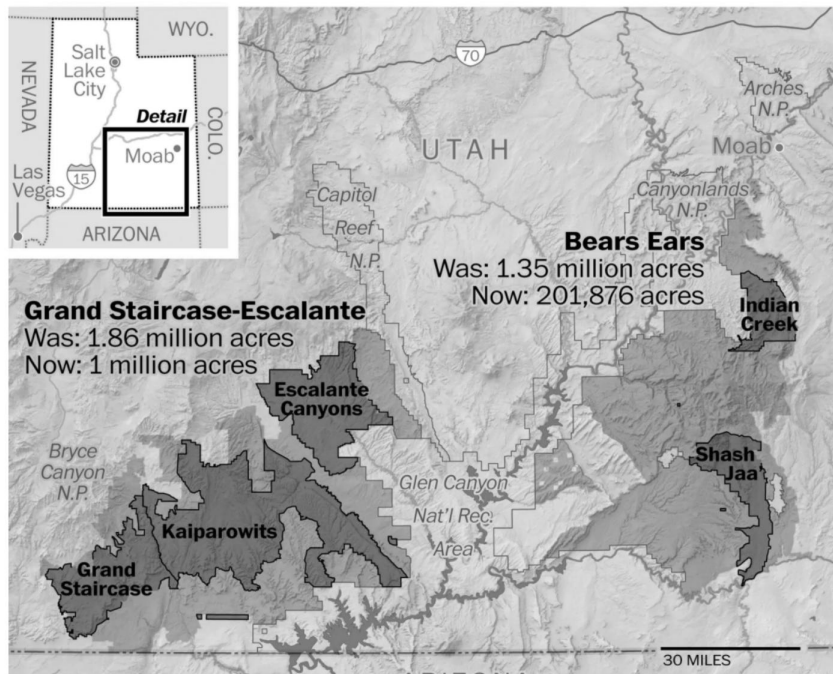 WYO.
Salt
Lake
City
NEVADA
Detail
COLO.
Moab
15
Las
Vegas
ARIZONA
70
Arches
N.P.
Moab
UTAH
Capitol
Reef
N.P.
Canyonlands
N.P.
Bears Ears
Was: 1.35 million acres
Now: 201,876 acres
Indian
Creek
Grand Staircase-Escalante
Was: 1.86 million acres
Now: 1 million acres
Escalante
Canyons
Bryce
Canyon
N.P.
Glen Canyon
Nat'l Rec.
Area
Shash
Jaa'
Kaiparowits
Grand
Staircase
30 MILES
ARIZONA